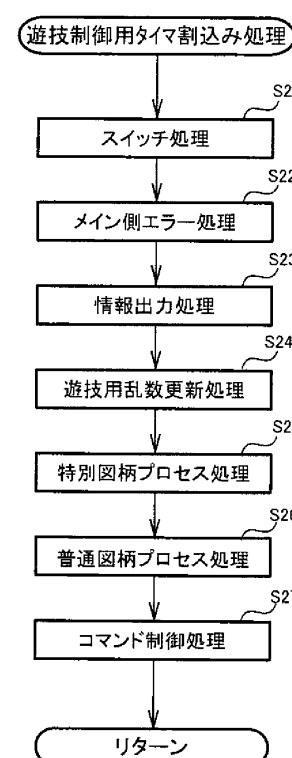 遊技制御用タイマ割込み処理
S2
スイッチ処理
S22
メイン側エラー処理
S23
情報出力処理
S24
遊技用乱数更新処理
S2
特別図柄プロセス処理
S26
普通図柄プロセス処理
S27
コマンド制御処理
リターン